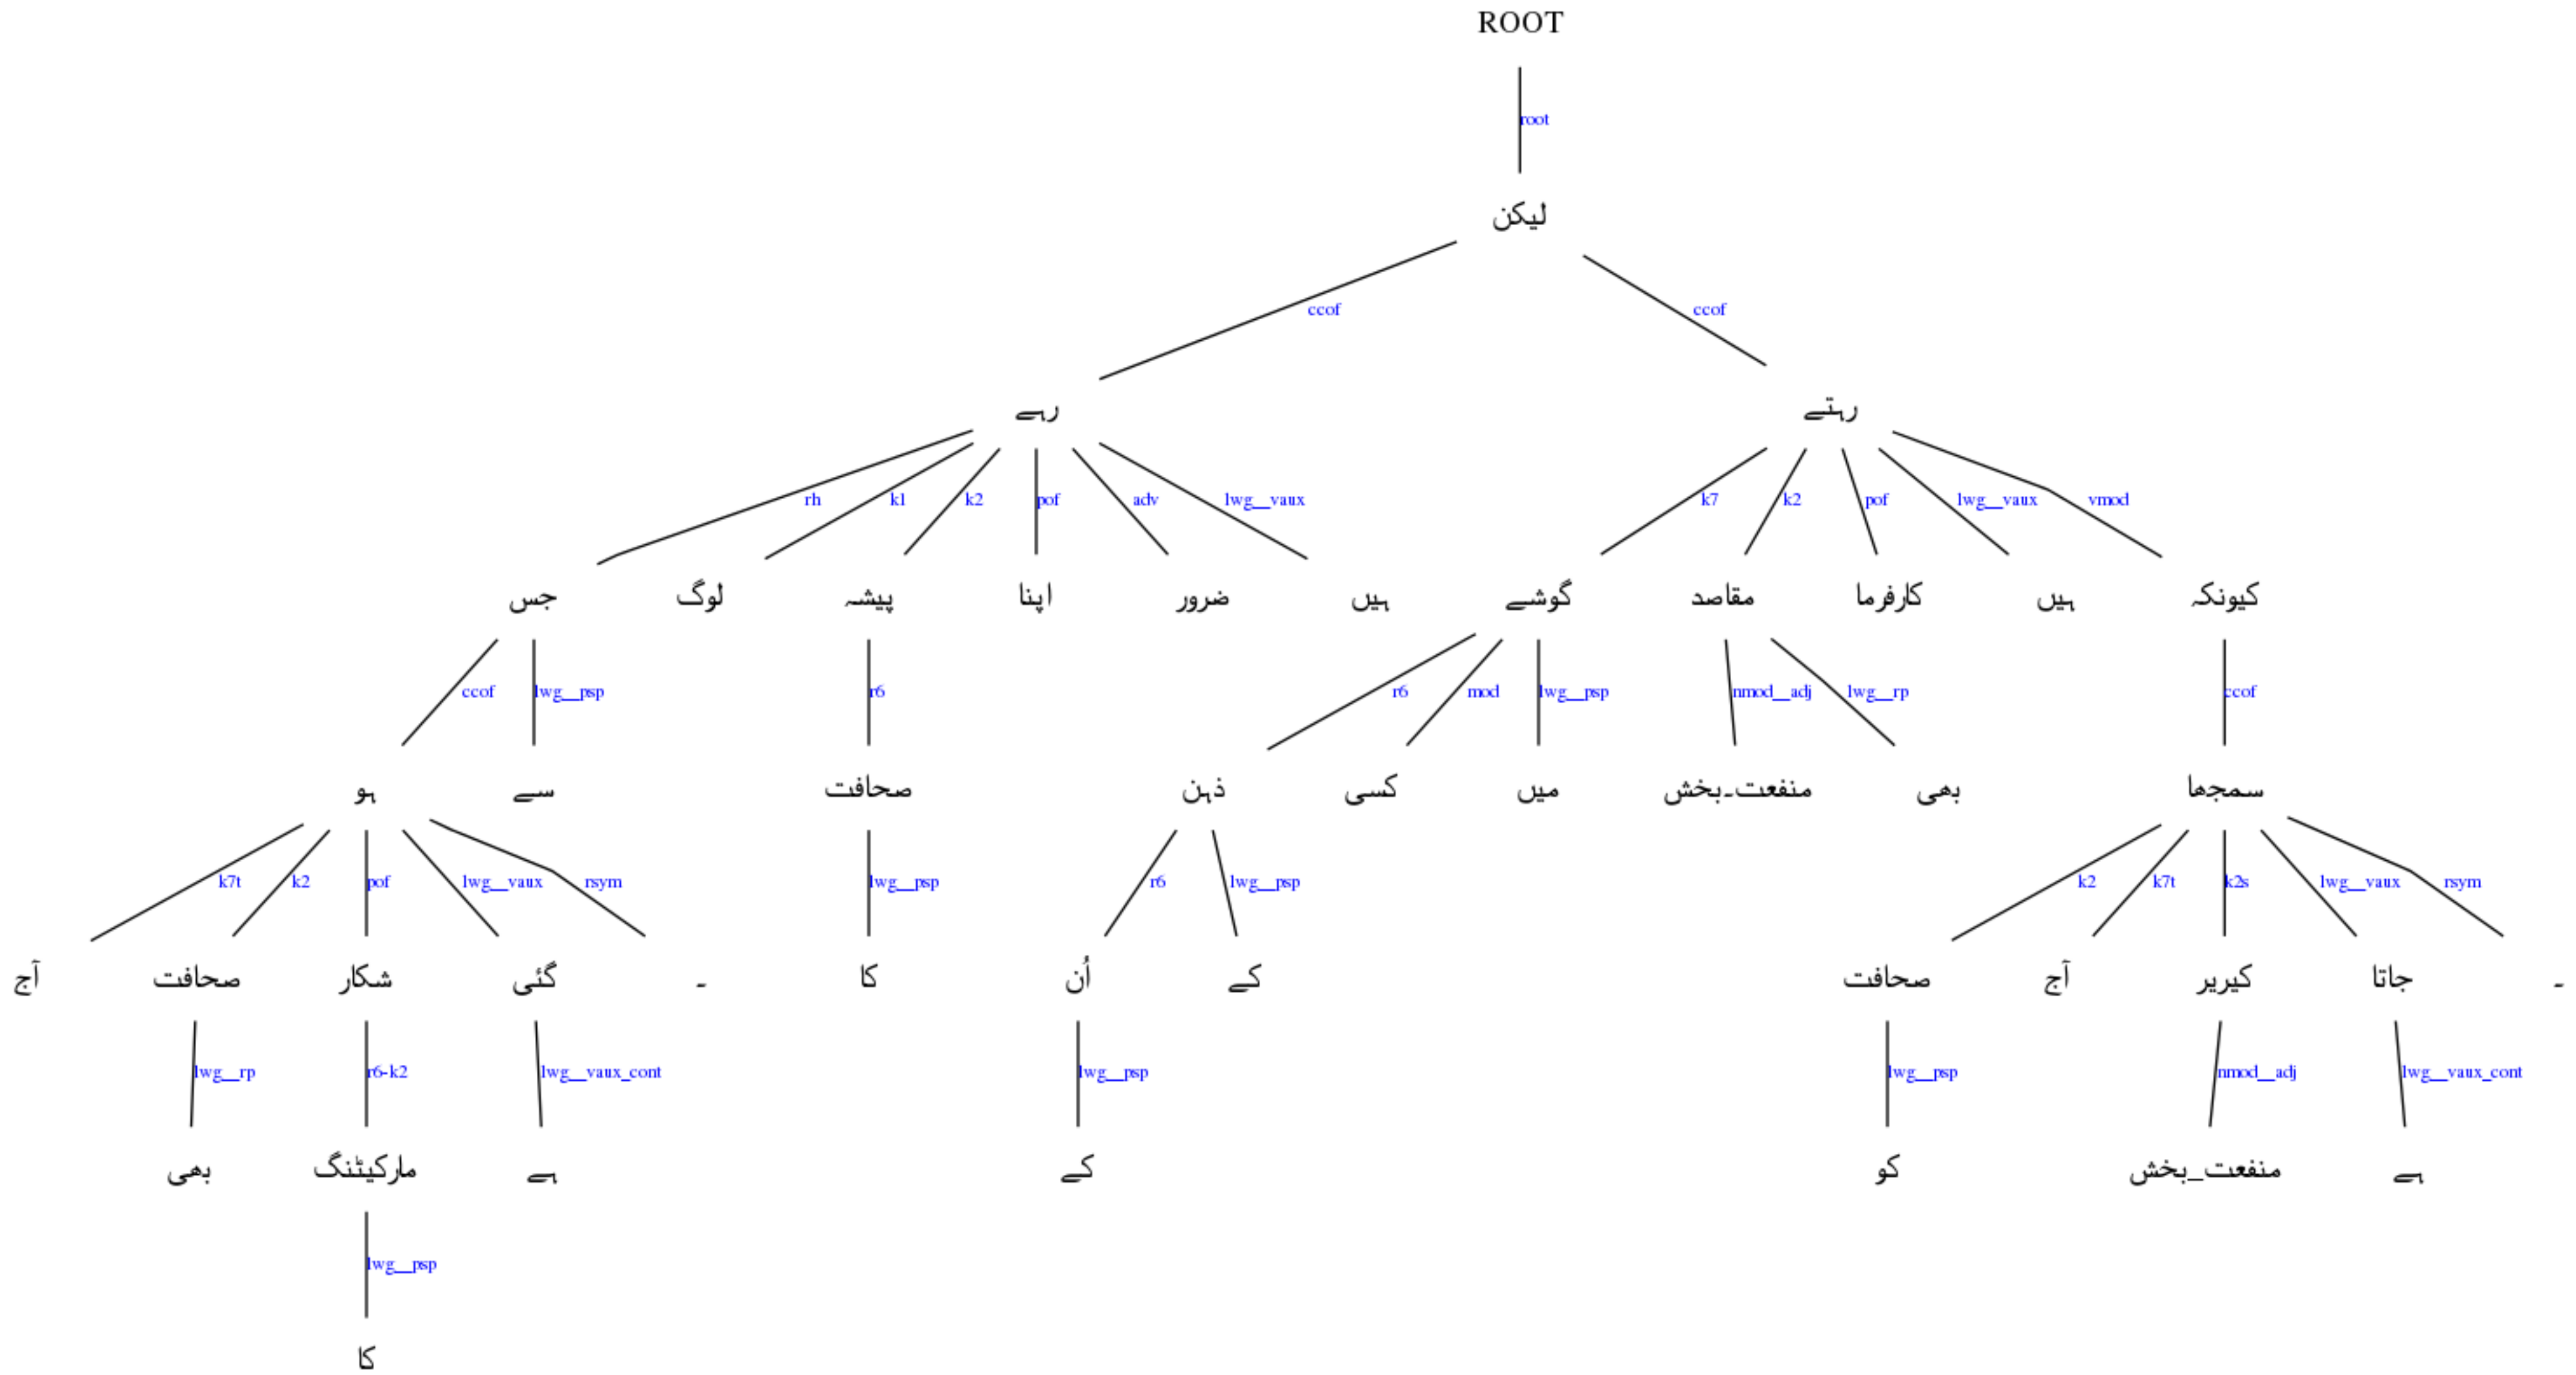 ROOT
root
لیکن
ccof ccof
رہے رہتے
rh k1 k2 pof adv lwg__vaux k7 k2 pof lwg__vaux vmod
جس لوگ پیشہ اپنا ضرور ہیں گوشے مقاصد کارفرما ہیں کیونکہ
ccof lwg__psp r6 r6 mod lwg__psp nmod__adj lwg__rp ccof
ہو سے صحافت ذہن کسی میں منفعت۔بخش بھی سمجھا
k7t k2 pof lwg__vaux rsym lwg__psp r6 lwg__psp k2 k7t k2s lwg__vaux rsym
آج صحافت شکار گئی ۔ کا اُن کے صحافت آج کیریر جاتا ۔
lwg__rp r6-k2 lwg__vaux_cont lwg__psp lwg__psp nmod__adj lwg__vaux_cont
بھی مارکیٹنگ ہے کے کو منفعت_بخش ہے
lwg__psp
کا